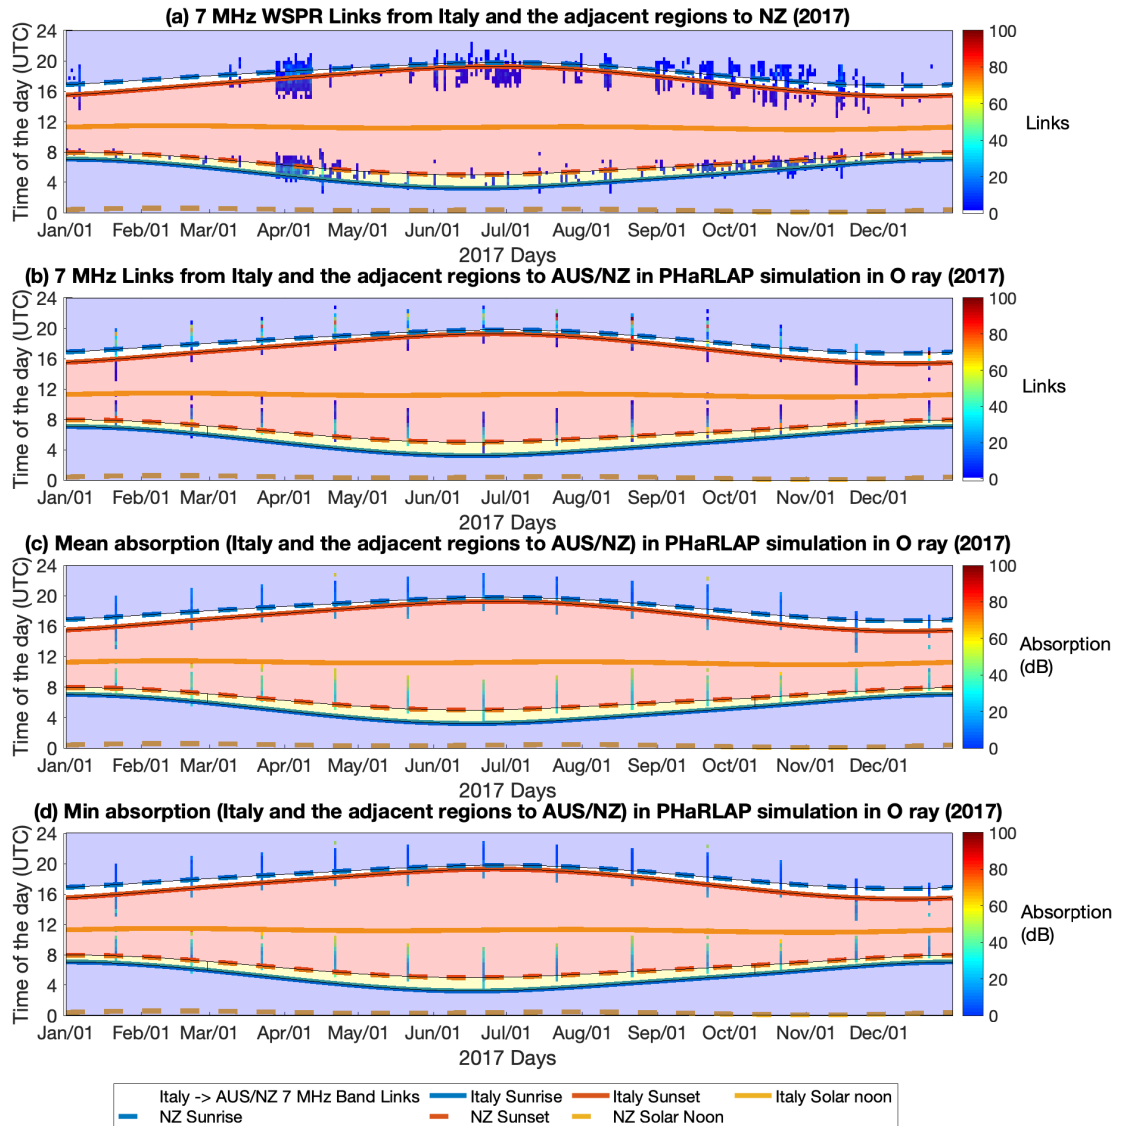 (a) 7 MHz WSPR Links from Italy and the adjacent regions to NZ (2017)
Time of the day (UTC)
24
20
16
12
8
4
0
Jan/01 Feb/01 Mar/01 Apr/01 May/01 Jun/01 Jul/01 Aug/01 Sep/01 Oct/01 Nov/01 Dec/01
2017 Days
100
80
60
40
20
0
Links
(b) 7 MHz Links from Italy and the adjacent regions to AUS/NZ in PHaRLAP simulation in O ray (2017)
Time of the day (UTC)
24
20
16
12
8
4
0
Jan/01 Feb/01 Mar/01 Apr/01 May/01 Jun/01 Jul/01 Aug/01 Sep/01 Oct/01 Nov/01 Dec/01
2017 Days
100
80
60
40
20
0
Links
(c) Mean absorption (Italy and the adjacent regions to AUS/NZ) in PHaRLAP simulation in O ray (2017)
Time of the day (UTC)
24
20
16
12
8
4
0
Jan/01 Feb/01 Mar/01 Apr/01 May/01 Jun/01 Jul/01 Aug/01 Sep/01 Oct/01 Nov/01 Dec/01
2017 Days
100
80
60
40
20
0
Absorption
(dB)
(d) Min absorption (Italy and the adjacent regions to AUS/NZ) in PHaRLAP simulation in O ray (2017)
Time of the day (UTC)
24
20
16
12
8
4
0
Jan/01 Feb/01 Mar/01 Apr/01 May/01 Jun/01 Jul/01 Aug/01 Sep/01 Oct/01 Nov/01 Dec/01
2017 Days
100
80
60
40
20
0
Absorption
(dB)
Italy -> AUS/NZ 7 MHz Band Links Italy Sunrise Italy Sunset Italy Solar noon
NZ Sunrise NZ Sunset NZ Solar Noon